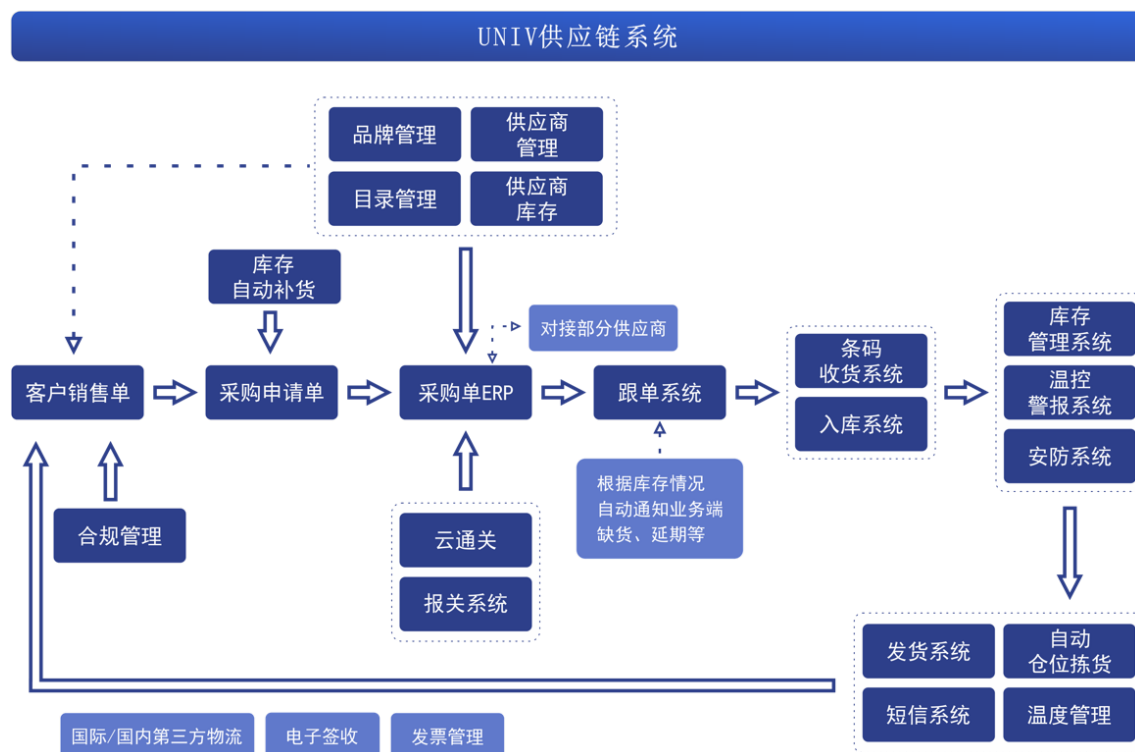 UNIV供应链系统
品牌管理
供应商
管理
目录管理
供应商
库存
库存
自动补货
对接部分供应商
客户销售单
采购申请单
采购单ERP
跟单系统
条码
收货系统
入库系统
库存
管理系统
温控
警报系统
安防系统
合规管理
云通关
报关系统
根据库存情况
自动通知业务端
缺货、延期等
发货系统
自动
仓位拣货
短信系统
温度管理
国际/国内第三方物流
电子签收
发票管理